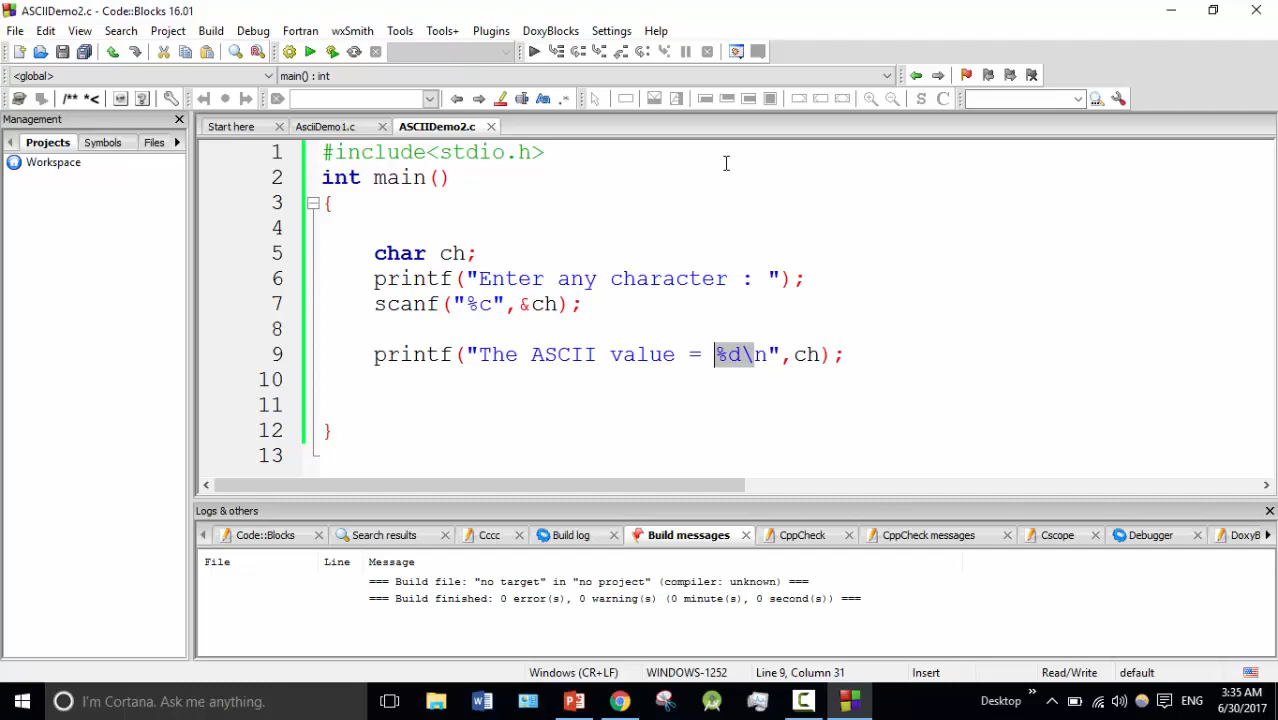 ASCIIDemo2.c - Code::Blocks 16.01
File Edit View Search Project Build Debug Fortran wxSmith Tools Tools+ Plugins DoxyBlocks Settings Help
<global> main() : int
/** *< S C
Management
Projects Symbols Files
Workspace
Start here AsciiDemo1.c ASCIIDemo2.c
1 #include<stdio.h>
2 int main()
3 {
4
5 char ch;
6 printf("Enter any character : ");
7 scanf("%c",&ch);
8
9 printf("The ASCII value = %d\n",ch);
10
11
12 }
13
Logs & others
Code::Blocks Search results Cccc Build log Build messages CppCheck CppCheck messages Cscope Debugger DoxyB
File Line Message
=== Build file: "no target" in "no project" (compiler: unknown) ===
=== Build finished: 0 error(s), 0 warning(s) (0 minute(s), 0 second(s)) ===
Windows (CR+LF) WINDOWS-1252 Line 9, Column 31 Insert Read/Write default
I'm Cortana. Ask me anything. Desktop ENG 3:35 AM
6/30/2017